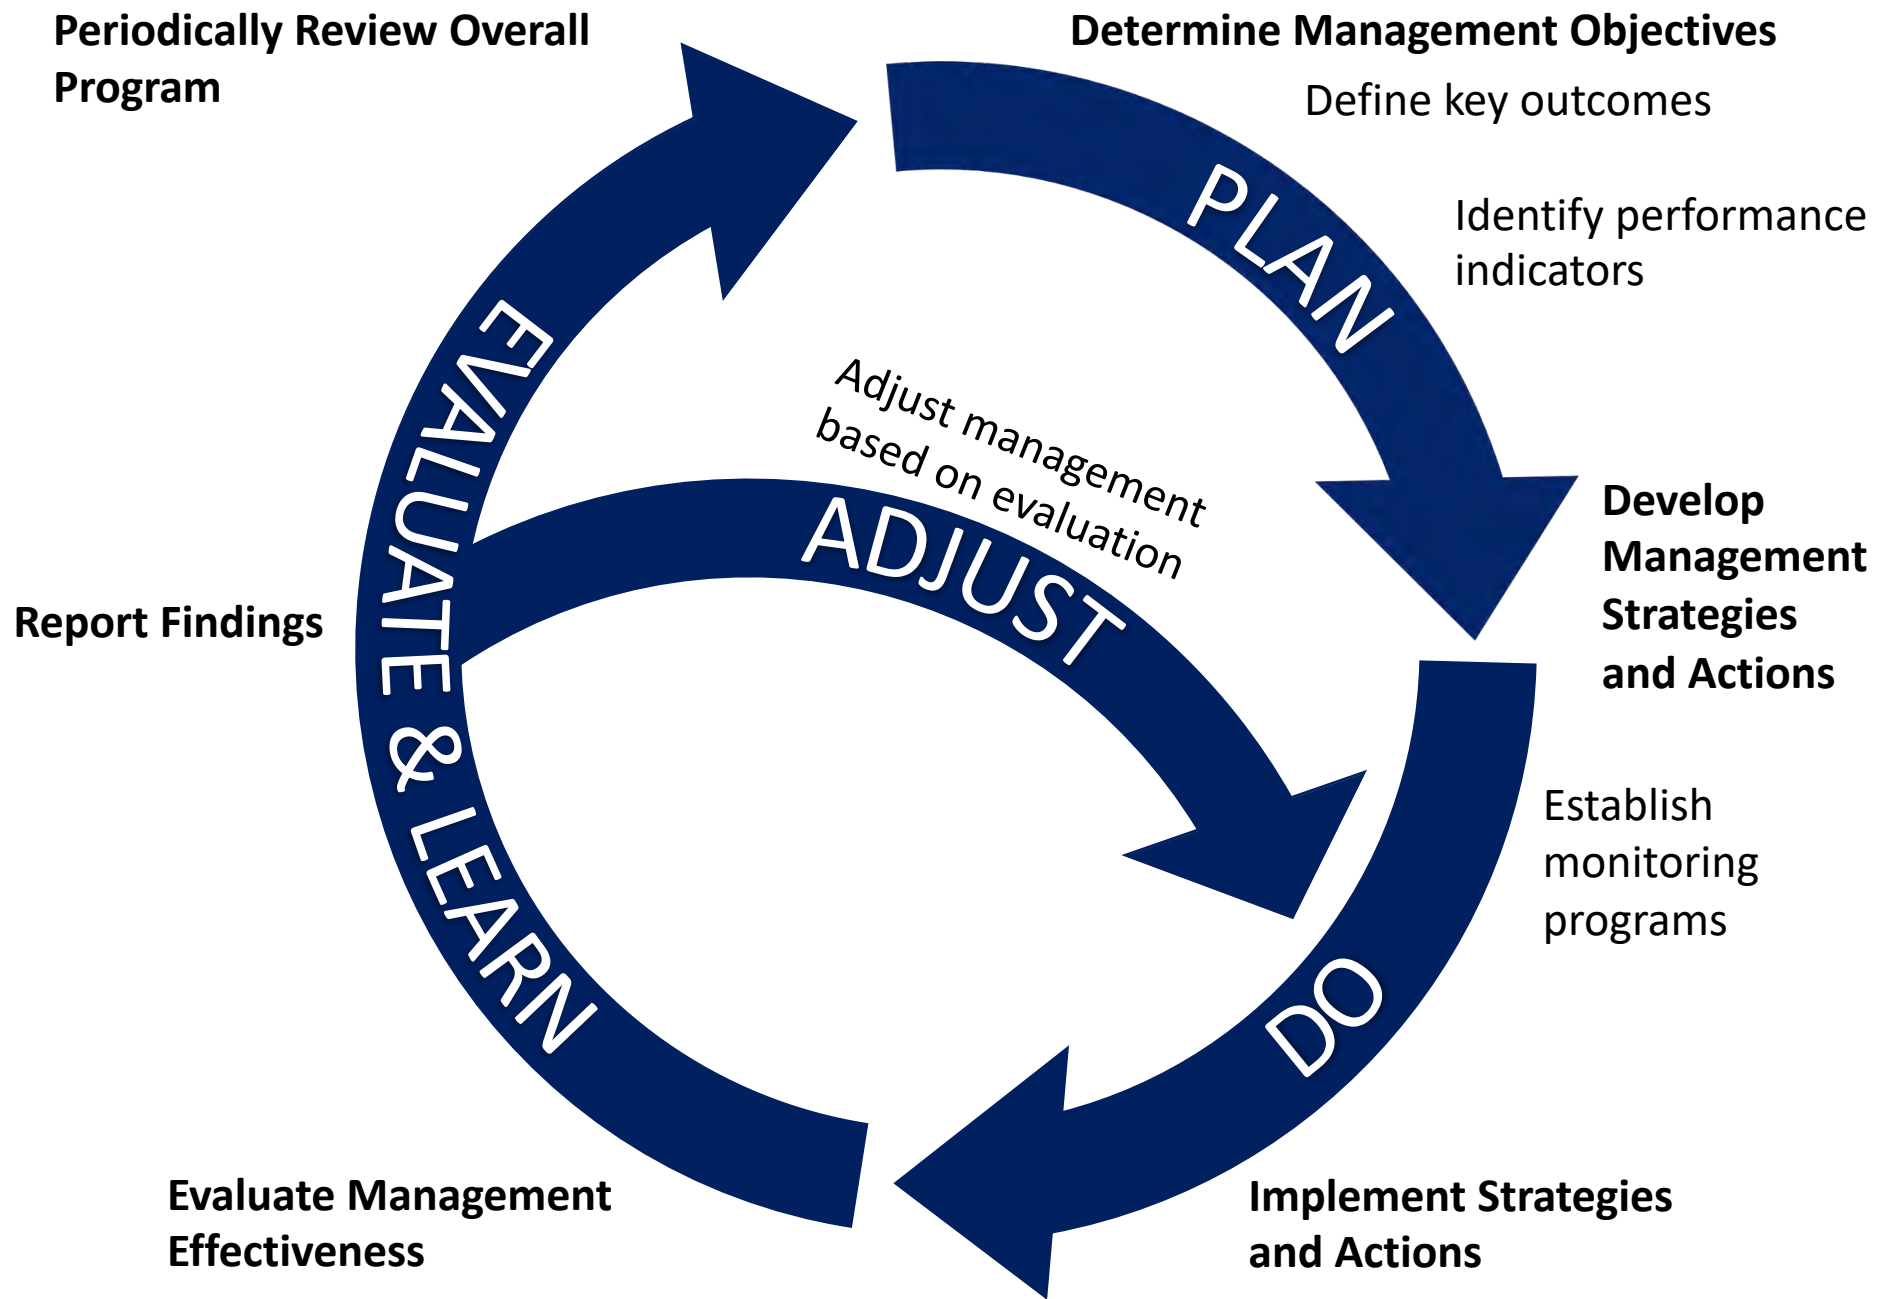 Periodically Review Overall
Program
Determine Management Objectives
Define key outcomes
PLAN
Identify performance
indicators
Adjust management
based on evaluation
ADJUST
Develop
Management
Strategies
and Actions
EVALUATE & LEARN
Report Findings
Establish
monitoring
programs
DO
Evaluate Management
Effectiveness
Implement Strategies
and Actions